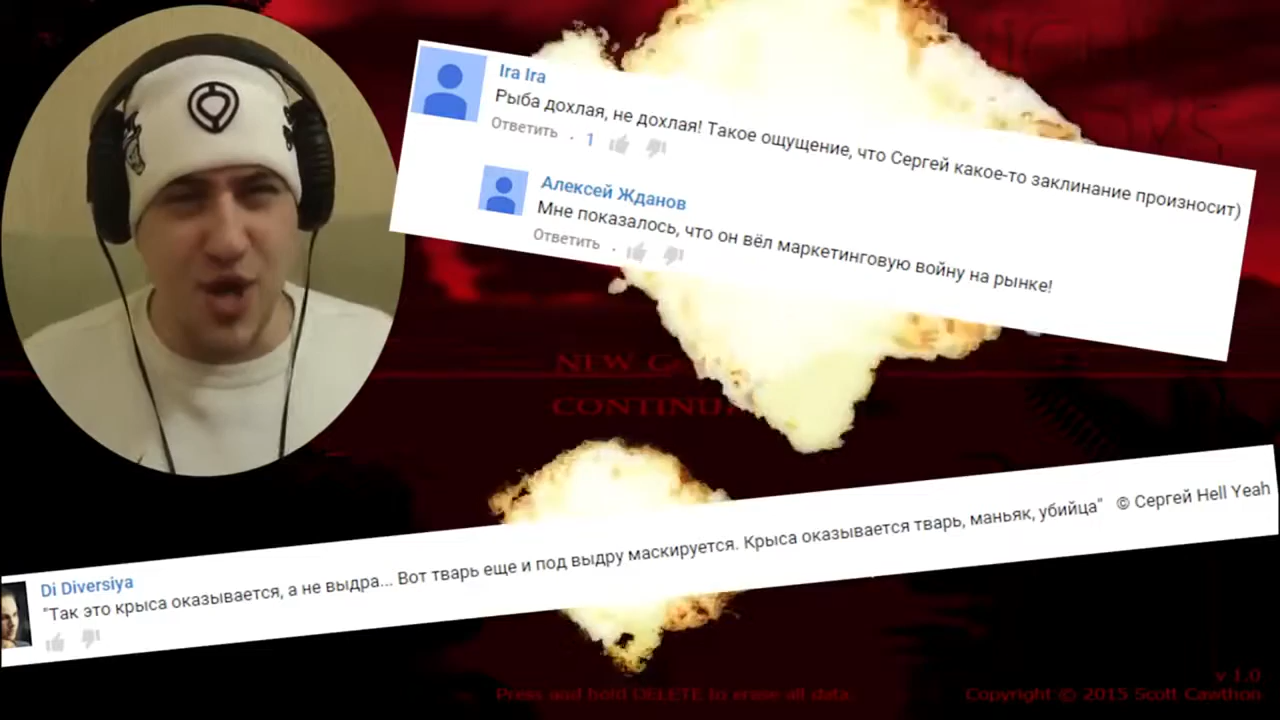 Ira Ira
Рыба дохлая, не дохлая! Такое ощущение, что Сергей какое-то заклинание произносит)
Ответить · 1
Алексей Жданов
Мне показалось, что он вёл маркетинговую войну на рынке!
Ответить ·
NEW
CONTINU
Di Diversiya
"Так это крыса оказывается, а не выдра... Вот тварь еще и под выдру маскируется. Крыса оказывается тварь, маньяк, убийца" © Сергей Hell Yeah
v 1.0
Press and hold DELETE to erase all data.
Copyright © 2015 Scott Cawthon